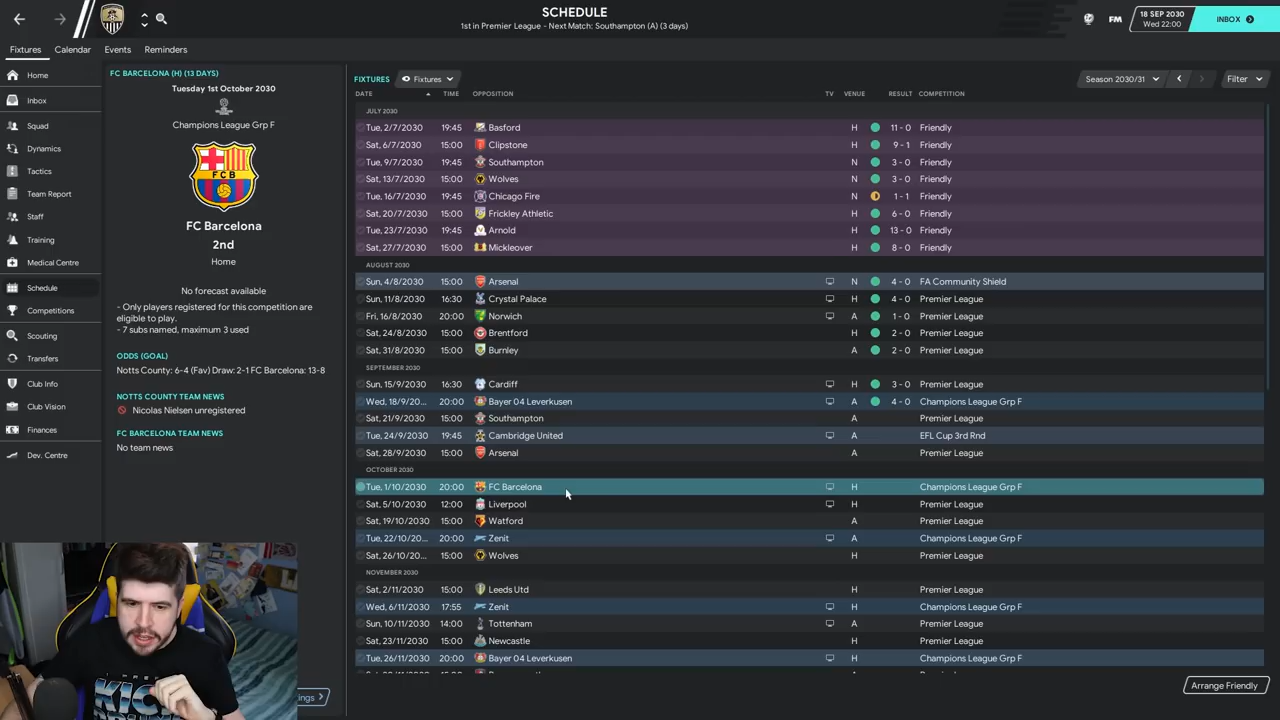 SCHEDULE
1st in Premier League - Next Match: Southampton (A) (3 days)
FM
18 SEP 2030
Wed 22:00
INBOX
Fixtures Calendar Events Reminders
Home
Inbox
Squad
Dynamics
Tactics
Team Report
Staff
Training
Medical Centre
Schedule
Competitions
Scouting
Transfers
Club Info
Club Vision
Finances
Dev. Centre
FC BARCELONA (H) (13 DAYS)
Tuesday 1st October 2030
Champions League Grp F
FCB
FC Barcelona
2nd
Home
No forecast available
- Only players registered for this competition are
eligible to play.
- 7 subs named, maximum 3 used
ODDS (GOAL)
Notts County: 6-4 (Fav) Draw: 2-1 FC Barcelona: 13-8
NOTTS COUNTY TEAM NEWS
Nicolas Nielsen unregistered
FC BARCELONA TEAM NEWS
No team news
FIXTURES Fixtures Season 2030/31 Filter
DATE TIME OPPOSITION TV VENUE RESULT COMPETITION
JULY 2030
Tue, 2/7/2030 19:45 Basford H 11 - 0 Friendly
Sat, 6/7/2030 15:00 Clipstone H 9 - 1 Friendly
Tue, 9/7/2030 19:45 Southampton N 3 - 0 Friendly
Sat, 13/7/2030 15:00 Wolves N 3 - 0 Friendly
Tue, 16/7/2030 19:45 Chicago Fire N 1 - 1 Friendly
Sat, 20/7/2030 15:00 Frickley Athletic H 6 - 0 Friendly
Tue, 23/7/2030 19:45 Arnold H 13 - 0 Friendly
Sat, 27/7/2030 15:00 Mickleover H 8 - 0 Friendly
AUGUST 2030
Sun, 4/8/2030 15:00 Arsenal N 4 - 0 FA Community Shield
Sun, 11/8/2030 16:30 Crystal Palace H 4 - 0 Premier League
Fri, 16/8/2030 20:00 Norwich A 1 - 0 Premier League
Sat, 24/8/2030 15:00 Brentford H 2 - 0 Premier League
Sat, 31/8/2030 15:00 Burnley A 2 - 0 Premier League
SEPTEMBER 2030
Sun, 15/9/2030 16:30 Cardiff H 3 - 0 Premier League
Wed, 18/9/20... 20:00 Bayer 04 Leverkusen A 4 - 0 Champions League Grp F
Sat, 21/9/2030 15:00 Southampton A Premier League
Tue, 24/9/2030 19:45 Cambridge United A EFL Cup 3rd Rnd
Sat, 28/9/2030 15:00 Arsenal A Premier League
OCTOBER 2030
Tue, 1/10/2030 20:00 FC Barcelona H Champions League Grp F
Sat, 5/10/2030 12:00 Liverpool H Premier League
Sat, 19/10/2030 15:00 Watford A Premier League
Tue, 22/10/20... 20:00 Zenit A Champions League Grp F
Sat, 26/10/20... 15:00 Wolves H Premier League
NOVEMBER 2030
Sat, 2/11/2030 15:00 Leeds Utd H Premier League
Wed, 6/11/2030 17:55 Zenit H Champions League Grp F
Sun, 10/11/2030 14:00 Tottenham A Premier League
Sat, 23/11/2030 15:00 Newcastle H Premier League
Tue, 26/11/2030 20:00 Bayer 04 Leverkusen H Champions League Grp F
ings
Arrange Friendly